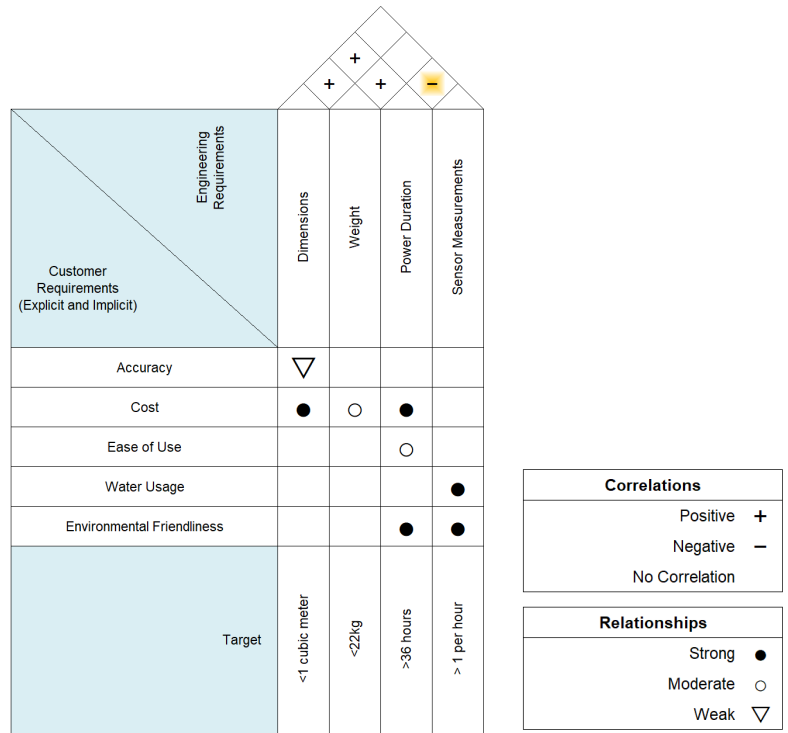 +
+ + −
Engineering
Requirements
Customer
Requirements
(Explicit and Implicit)
Dimensions
Weight
Power Duration
Sensor Measurements
Accuracy
Cost
Ease of Use
Water Usage
Environmental Friendliness
Target
<1 cubic meter
<22kg
>36 hours
> 1 per hour
Correlations
Positive +
Negative −
No Correlation
Relationships
Strong ●
Moderate ○
Weak ▽